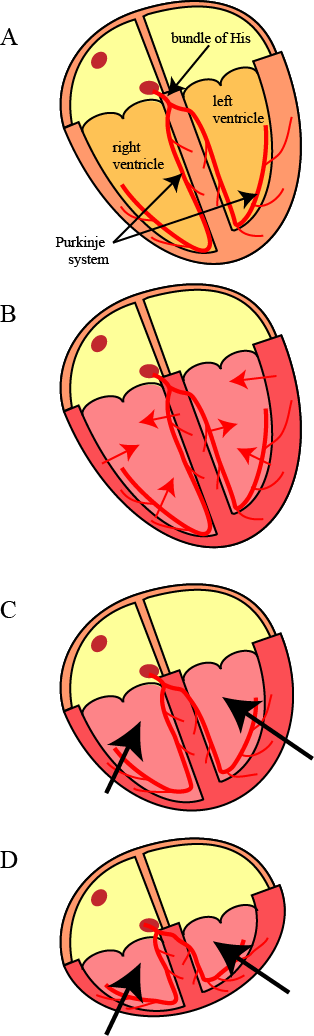 A
bundle of His
left
ventricle
right
ventricle
Purkinje
system
B
C
D